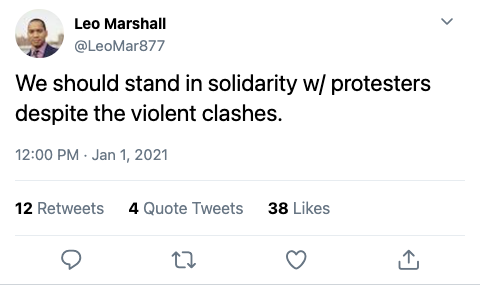 Leo Marshall
@LeoMar877
We should stand in solidarity w/ protesters
despite the violent clashes.
12:00 PM · Jan 1, 2021
12 Retweets 4 Quote Tweets 38 Likes